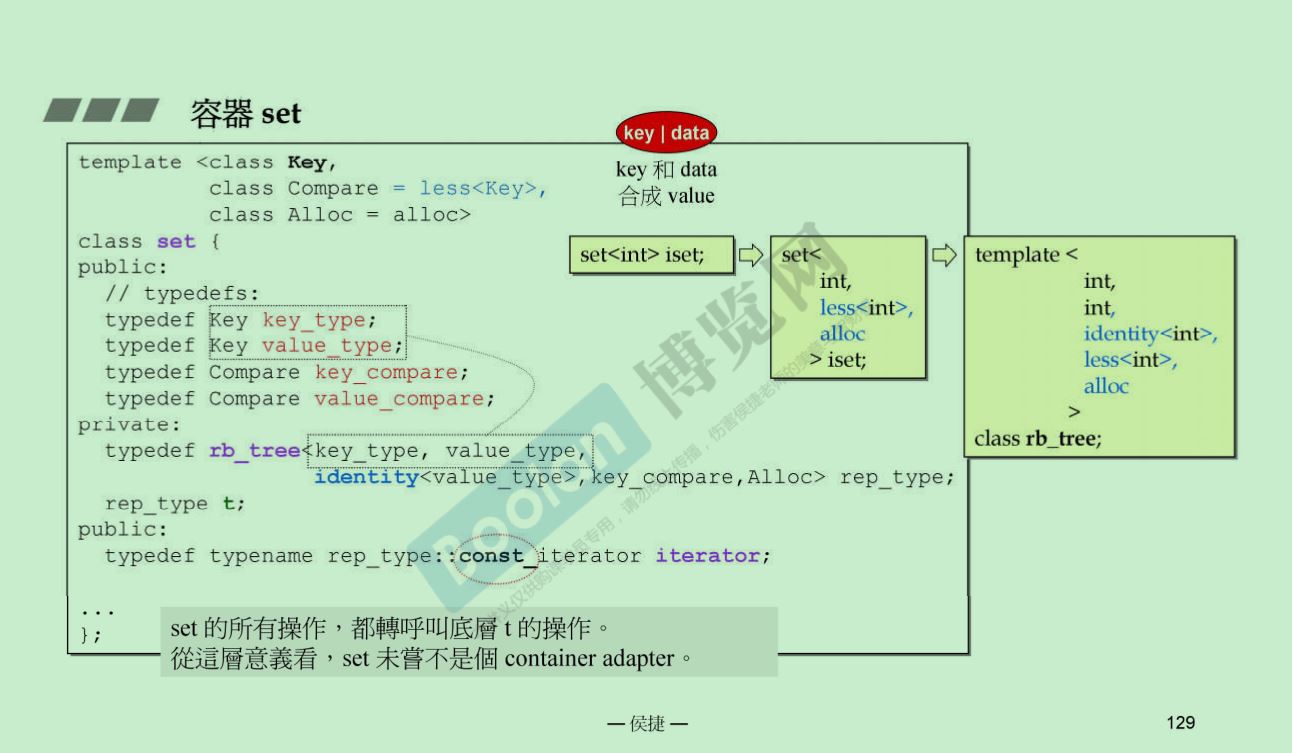 容器 set
key | data
key 和 data
合成 value
template <class Key,
class Compare = less<Key>,
class Alloc = alloc>
class set {
public:
// typedefs:
typedef Key key_type;
typedef Key value_type;
typedef Compare key_compare;
typedef Compare value_compare;
private:
typedef rb_tree<key_type, value_type,
identity<value_type>,key_compare,Alloc> rep_type;
rep_type t;
public:
typedef typename rep_type::const_iterator iterator;
...
};
set<int> iset;
set<
int,
less<int>,
alloc
> iset;
template <
int,
int,
identity<int>,
less<int>,
alloc
>
class rb_tree;
set 的所有操作，都轉呼叫底層 t 的操作。
從這層意義看，set 未嘗不是個 container adapter。
Boolan 博览网
— 侯捷 —
129